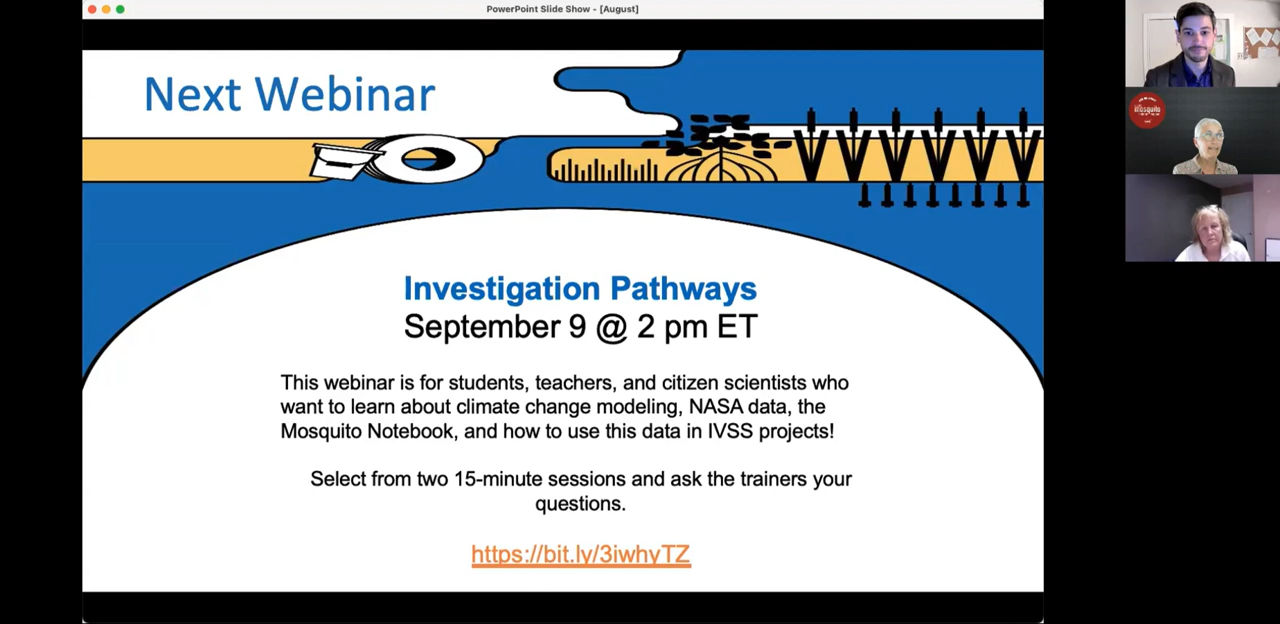 PowerPoint Slide Show - [August]
Next Webinar
Investigation Pathways
September 9 @ 2 pm ET
This webinar is for students, teachers, and citizen scientists who
want to learn about climate change modeling, NASA data, the
Mosquito Notebook, and how to use this data in IVSS projects!
Select from two 15-minute sessions and ask the trainers your
questions.
https://bit.ly/3iwhyTZ
mosquito